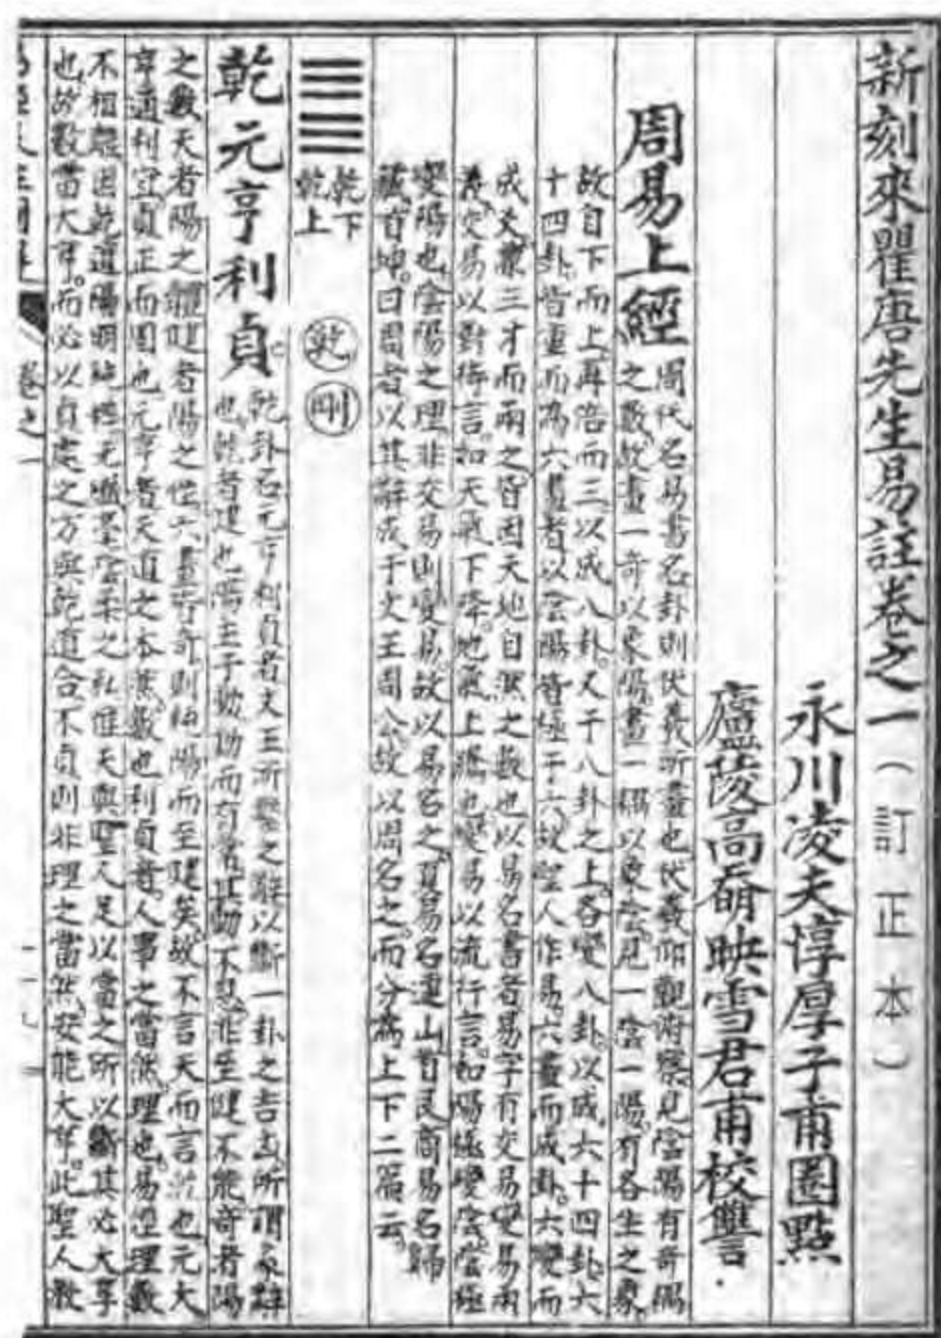 新刻來瞿唐先生易註卷之一（訂正本）
永川淩夫惇厚子甫圈點
廬陵高奣映雪君甫校讐
周易上經
周代名易書名卦則伏羲所畫也伏羲仰觀俯察見陰陽有奇偶
之數故畫一奇以象陽畫一耦以象陰見一陰一陽有各生之象
故自下而上再倍而三以成八卦又于八卦之上各變八卦以成六十四卦六
十四卦皆重而為六畫者以陰陽皆極于六故聖人作易六畫而成卦六變而
成爻兼三才而兩之皆因天地自然之數也以易名書者易字有交易變易兩
義交易以對待言如天氣下降地氣上騰也變易以流行言如陽極變陰陰極
變陽也陰陽之理非交易則變易故以易名之夏易名連山首艮商易名歸
藏首坤曰周者以其辭成于文王周公故以周名之而分為上下二篇云
乾下
乾上
乾
剛
乾元亨利貞
乾卦名元亨利貞者文王所繫之辭以斷一卦之吉凶所謂彖辭
也乾者健也陽主于動動而有常其動不息非至健不能奇者陽
之數天者陽之體健者陽之性六畫皆奇則純陽而至健矣故不言天而言乾也元大
亨通利宜貞正而固也元亨者天道之本然數也利貞者人事之當然理也易經理數
不相離因乾道陽明純粹无纖毫陰柔之私惟天與聖人足以當之所以斷其必大亨
也故數當大亨而必以貞處之方與乾道合不貞則非理之當然安能大亨此聖人教
卷之一